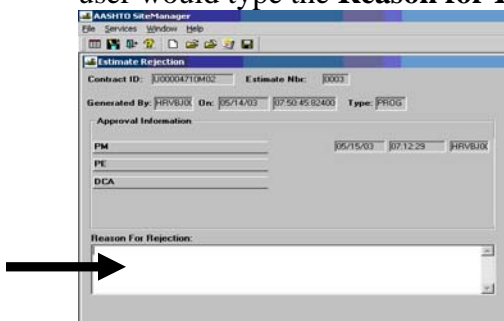 user would type the Reason for
AASHTO SiteManager
File Services Window Help
Estimate Rejection
Contract ID: U00004710M02 Estimate Nbr: 0003
Generated By: HRVBJ0( On: 05/14/03 07:50:45.82400 Type: PROG
Approval Information
PM 05/15/03 07:12:29 HRVBJ0(
PE
DCA
Reason For Rejection: